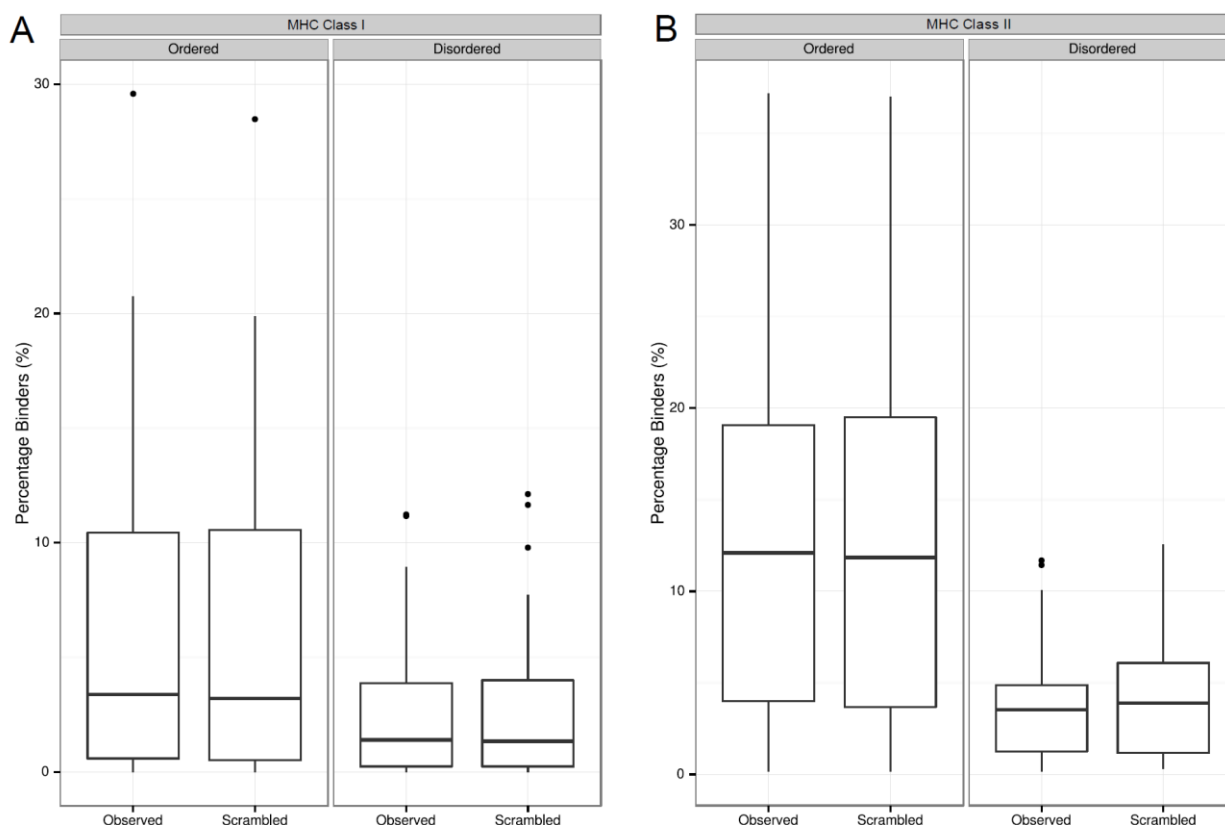 A
MHC Class I
Ordered
Disordered
Percentage Binders (%)
30
20
10
0
Observed
Scrambled
Observed
Scrambled
B
MHC Class II
Ordered
Disordered
Percentage Binders (%)
30
20
10
0
Observed
Scrambled
Observed
Scrambled